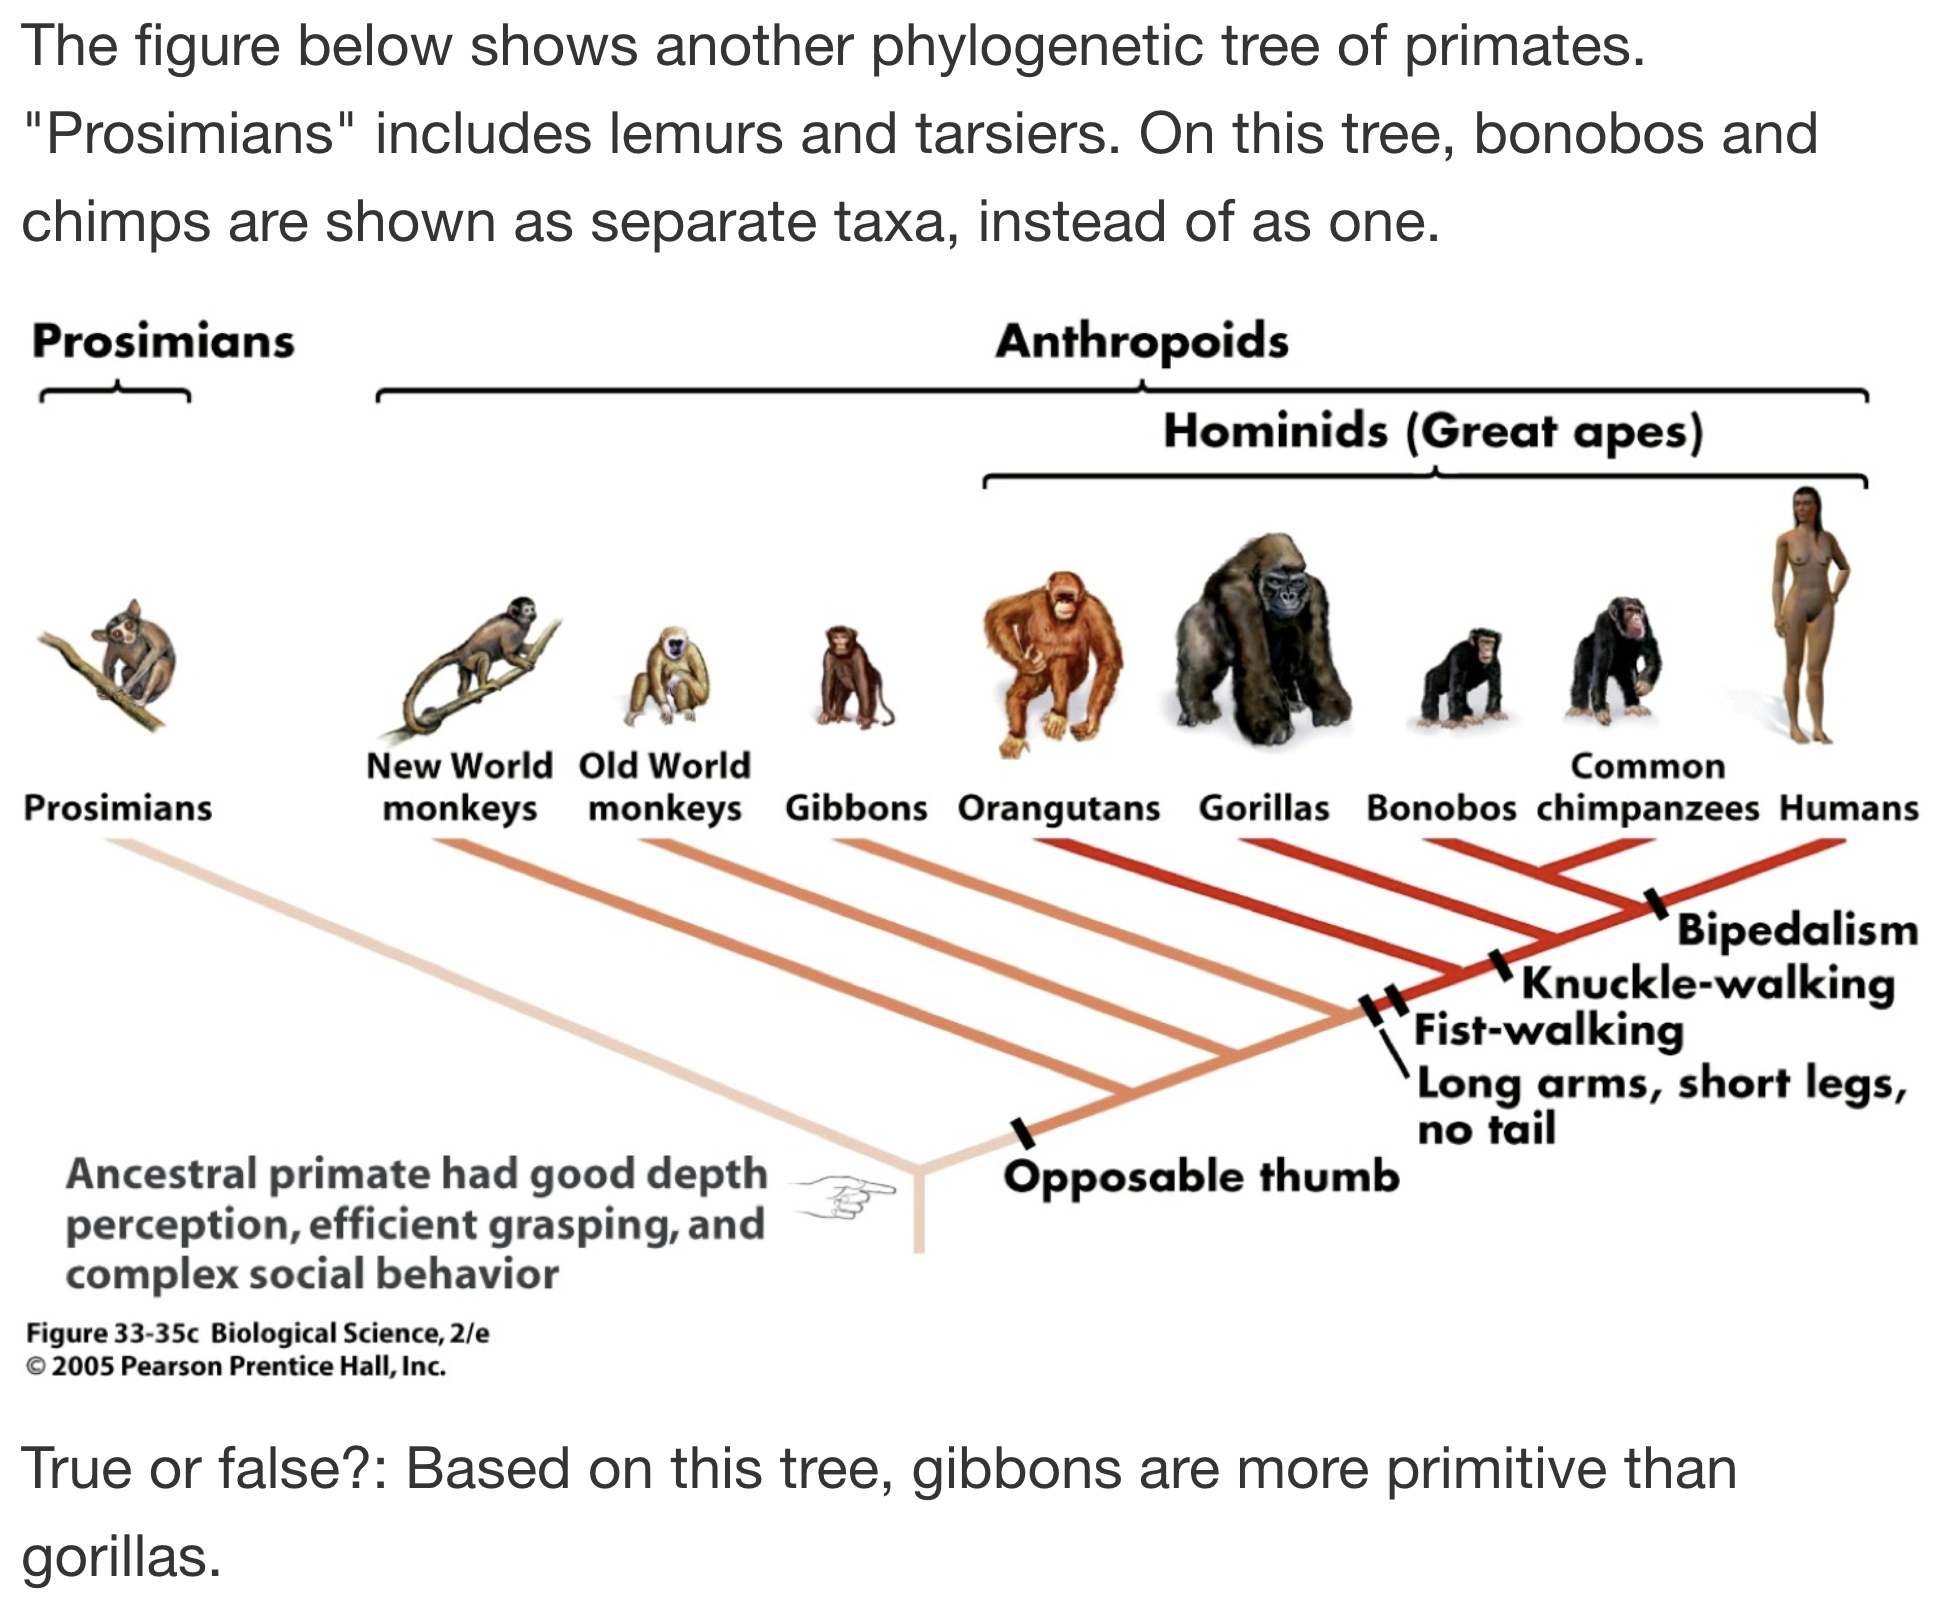 The figure below shows another phylogenetic tree of primates.
"Prosimians" includes lemurs and tarsiers. On this tree, bonobos and
chimps are shown as separate taxa, instead of as one.
Prosimians
Anthropoids
Hominids (Great apes)
Prosimians
New World
monkeys
Old World
monkeys
Gibbons
Orangutans
Gorillas
Bonobos
Common
chimpanzees
Humans
Bipedalism
Knuckle-walking
Fist-walking
Long arms, short legs,
no tail
Opposable thumb
Ancestral primate had good depth
perception, efficient grasping, and
complex social behavior
Figure 33-35c Biological Science, 2/e
© 2005 Pearson Prentice Hall, Inc.
True or false?: Based on this tree, gibbons are more primitive than
gorillas.